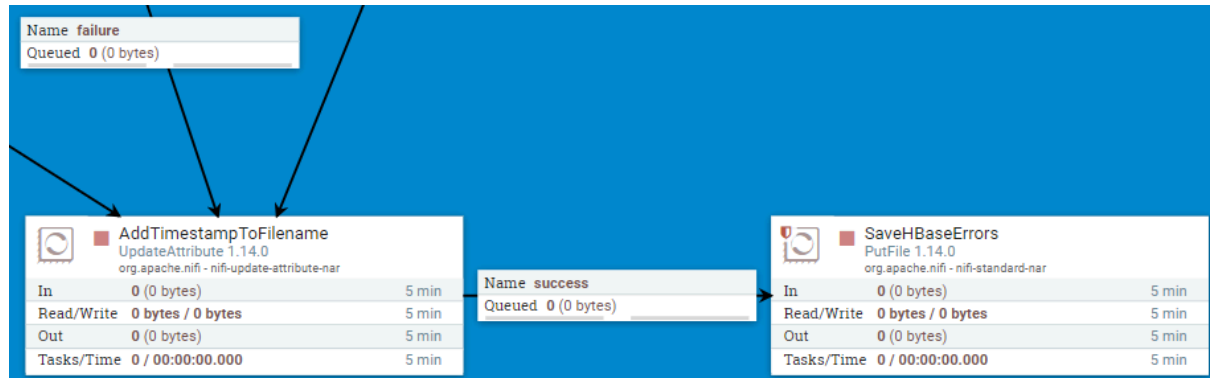 Name failure
Queued 0 (0 bytes)
AddTimestampToFilename
UpdateAttribute 1.14.0
org.apache.nifi - nifi-update-attribute-nar
In 0 (0 bytes) 5 min
Read/Write 0 bytes / 0 bytes 5 min
Out 0 (0 bytes) 5 min
Tasks/Time 0 / 00:00:00.000 5 min
Name success
Queued 0 (0 bytes)
SaveHBaseErrors
PutFile 1.14.0
org.apache.nifi - nifi-standard-nar
In 0 (0 bytes) 5 min
Read/Write 0 bytes / 0 bytes 5 min
Out 0 (0 bytes) 5 min
Tasks/Time 0 / 00:00:00.000 5 min